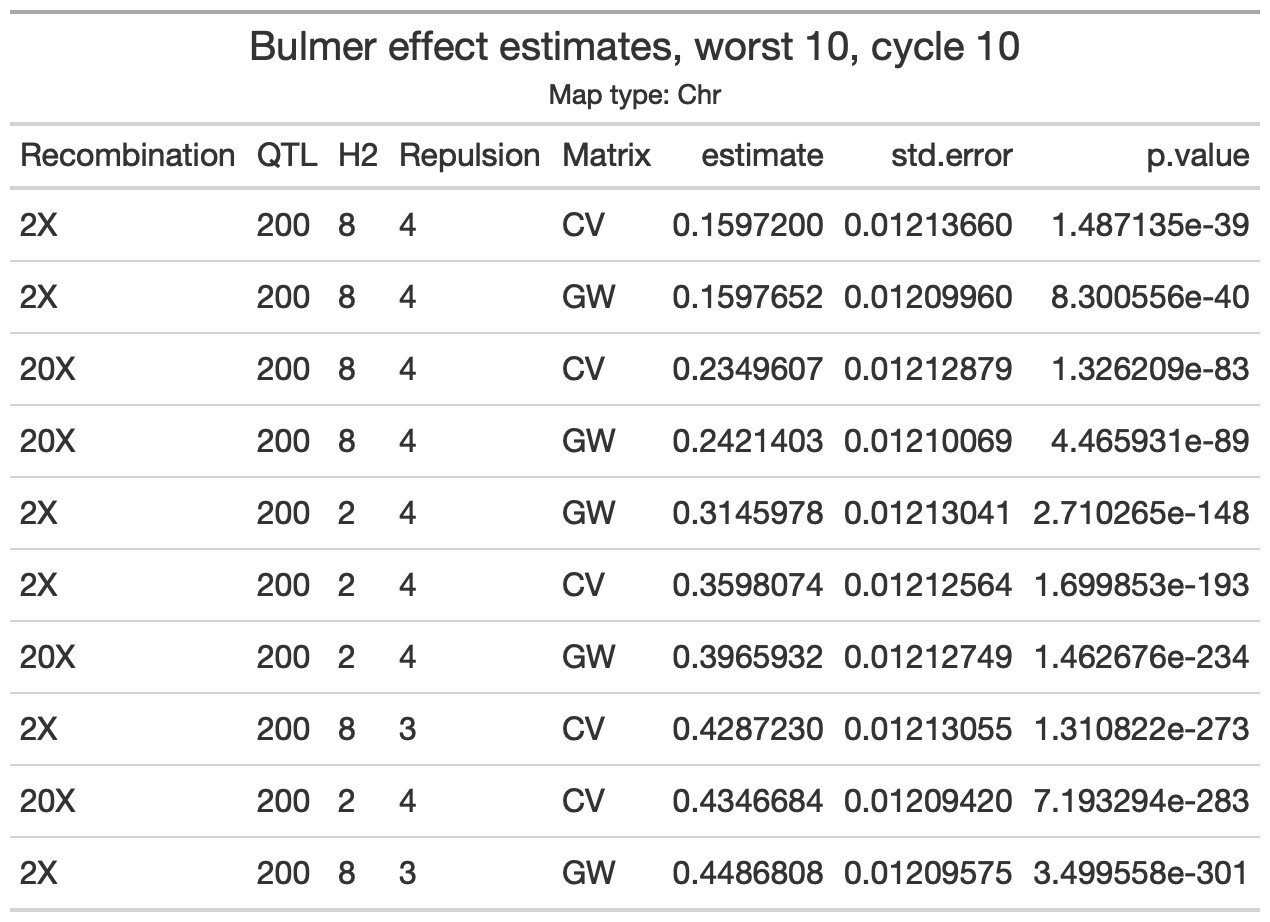 Bulmer effect estimates, worst 10, cycle 10
Map type: Chr
Recombination QTL H2 Repulsion Matrix estimate std.error p.value
2X 200 8 4 CV 0.1597200 0.01213660 1.487135e-39
2X 200 8 4 GW 0.1597652 0.01209960 8.300556e-40
20X 200 8 4 CV 0.2349607 0.01212879 1.326209e-83
20X 200 8 4 GW 0.2421403 0.01210069 4.465931e-89
2X 200 2 4 GW 0.3145978 0.01213041 2.710265e-148
2X 200 2 4 CV 0.3598074 0.01212564 1.699853e-193
20X 200 2 4 GW 0.3965932 0.01212749 1.462676e-234
2X 200 8 3 CV 0.4287230 0.01213055 1.310822e-273
20X 200 2 4 CV 0.4346684 0.01209420 7.193294e-283
2X 200 8 3 GW 0.4486808 0.01209575 3.499558e-301